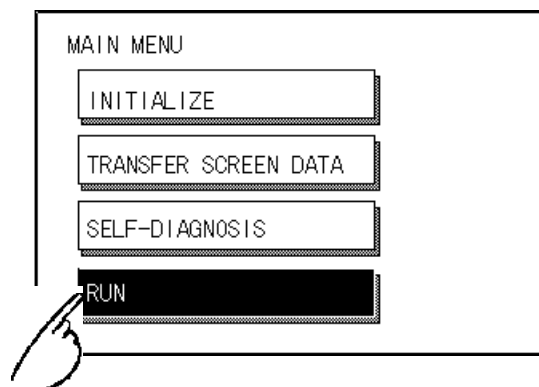 MAIN MENU
INITIALIZE
TRANSFER SCREEN DATA
SELF-DIAGNOSIS
RUN